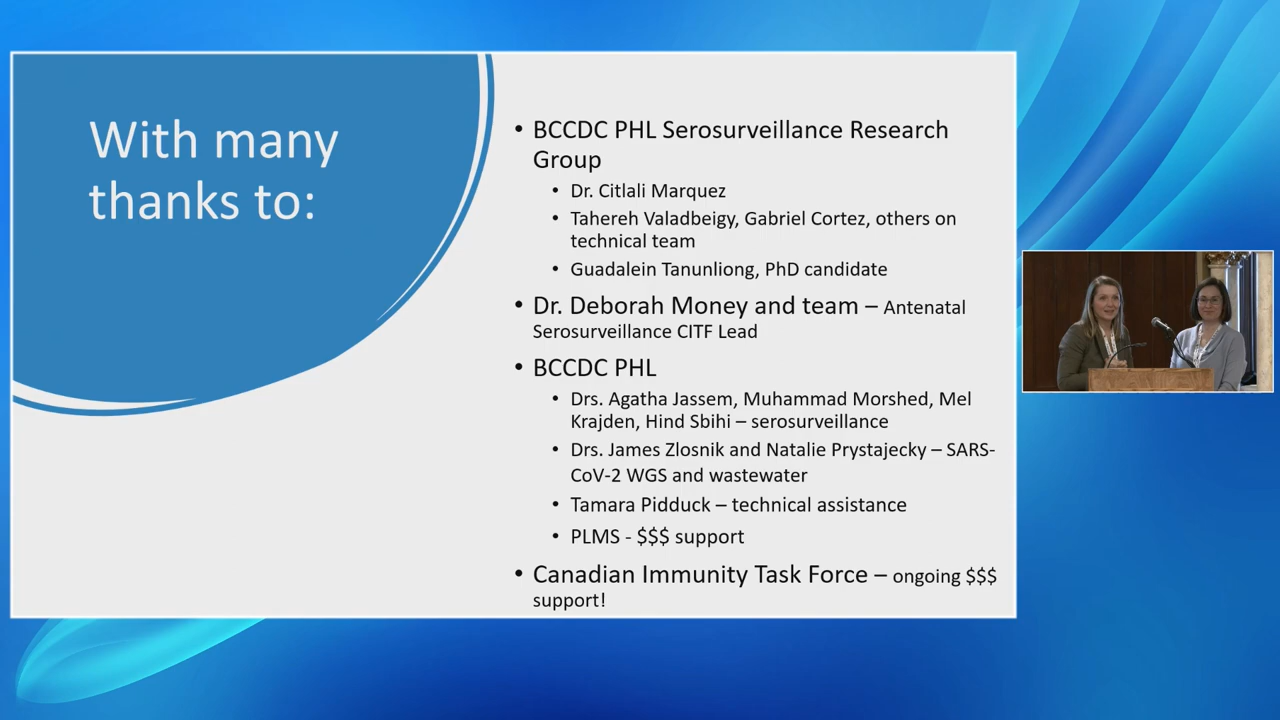 With many
thanks to:
• BCCDC PHL Serosurveillance Research
Group
• Dr. Citlali Marquez
• Tahereh Valadbeigy, Gabriel Cortez, others on
technical team
• Guadalein Tanunliong, PhD candidate
• Dr. Deborah Money and team – Antenatal
Serosurveillance CITF Lead
• BCCDC PHL
• Drs. Agatha Jassem, Muhammad Morshed, Mel
Krajden, Hind Sbihi – serosurveillance
• Drs. James Zlosnik and Natalie Prystajecky – SARS-
CoV-2 WGS and wastewater
• Tamara Pidduck – technical assistance
• PLMS - $$$ support
• Canadian Immunity Task Force – ongoing $$$
support!